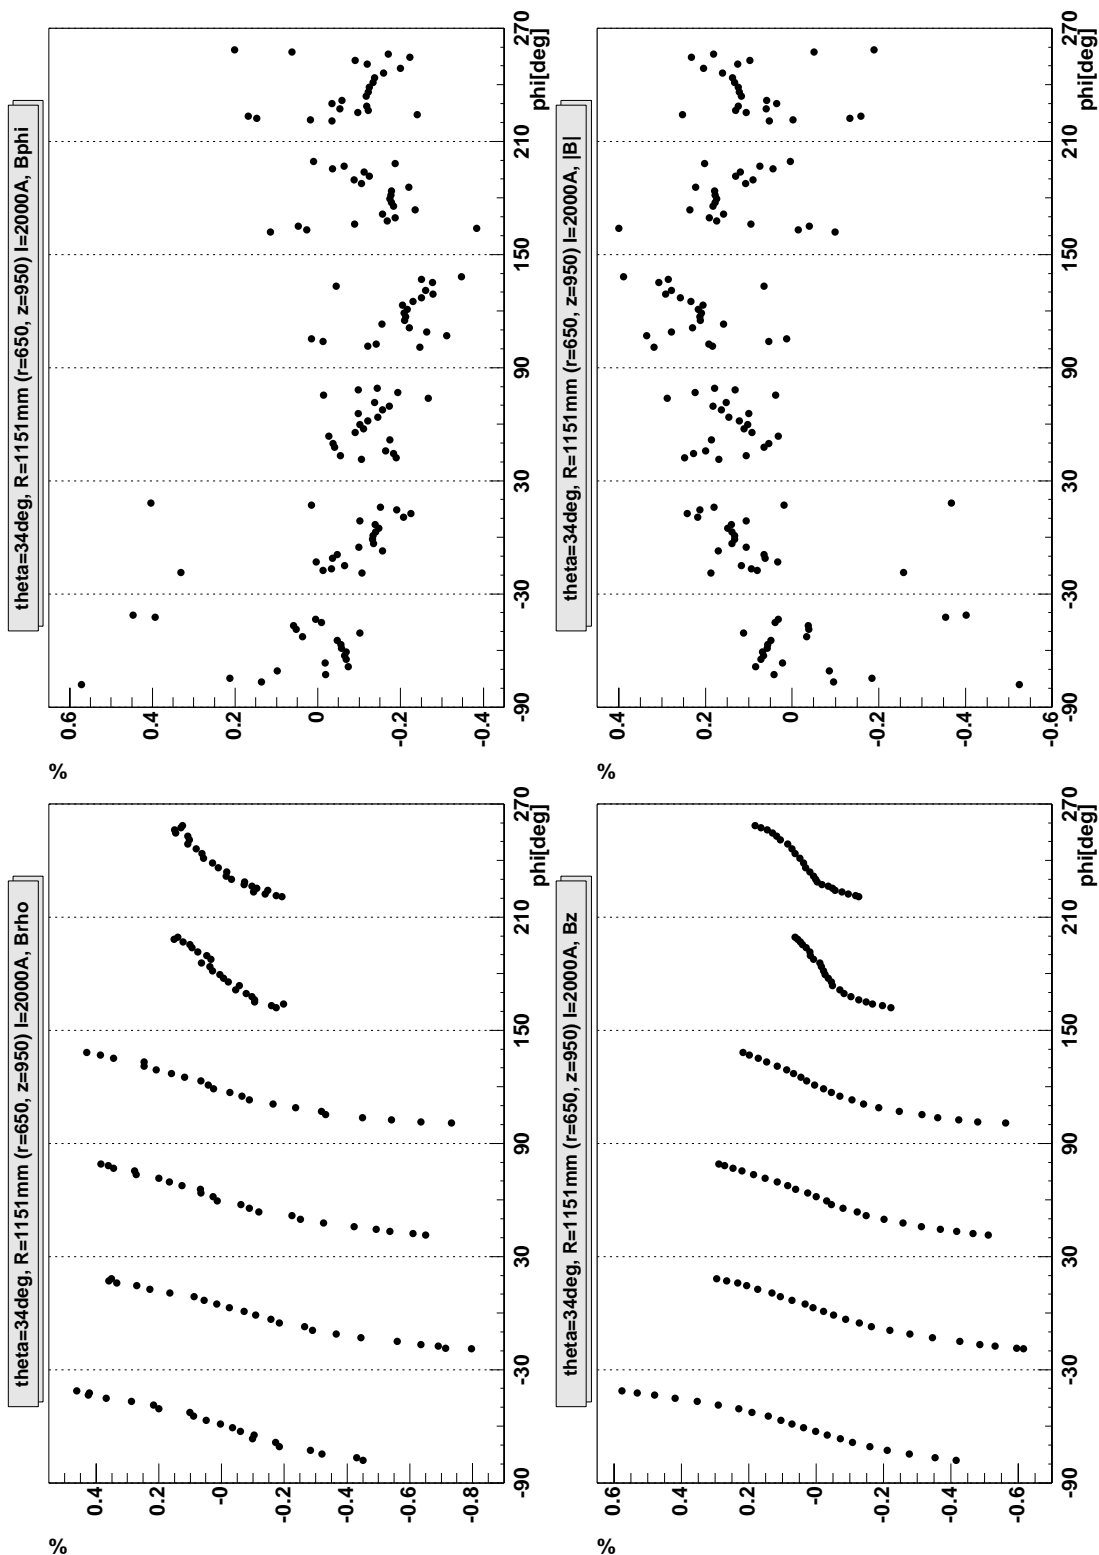 theta=34deg, R=1151mm (r=650, z=950) I=2000A, Brho
%
0.4
0.2
-0
-0.2
-0.4
-0.6
-0.8
-90 -30 30 90 150 210 270
phi[deg]
theta=34deg, R=1151mm (r=650, z=950) I=2000A, Bphi
%
0.6
0.4
0.2
0
-0.2
-0.4
-90 -30 30 90 150 210 270
phi[deg]
theta=34deg, R=1151mm (r=650, z=950) I=2000A, Bz
%
0.6
0.4
0.2
-0
-0.2
-0.4
-0.6
-90 -30 30 90 150 210 270
phi[deg]
theta=34deg, R=1151mm (r=650, z=950) I=2000A, |B|
%
0.4
0.2
0
-0.2
-0.4
-0.6
-90 -30 30 90 150 210 270
phi[deg]